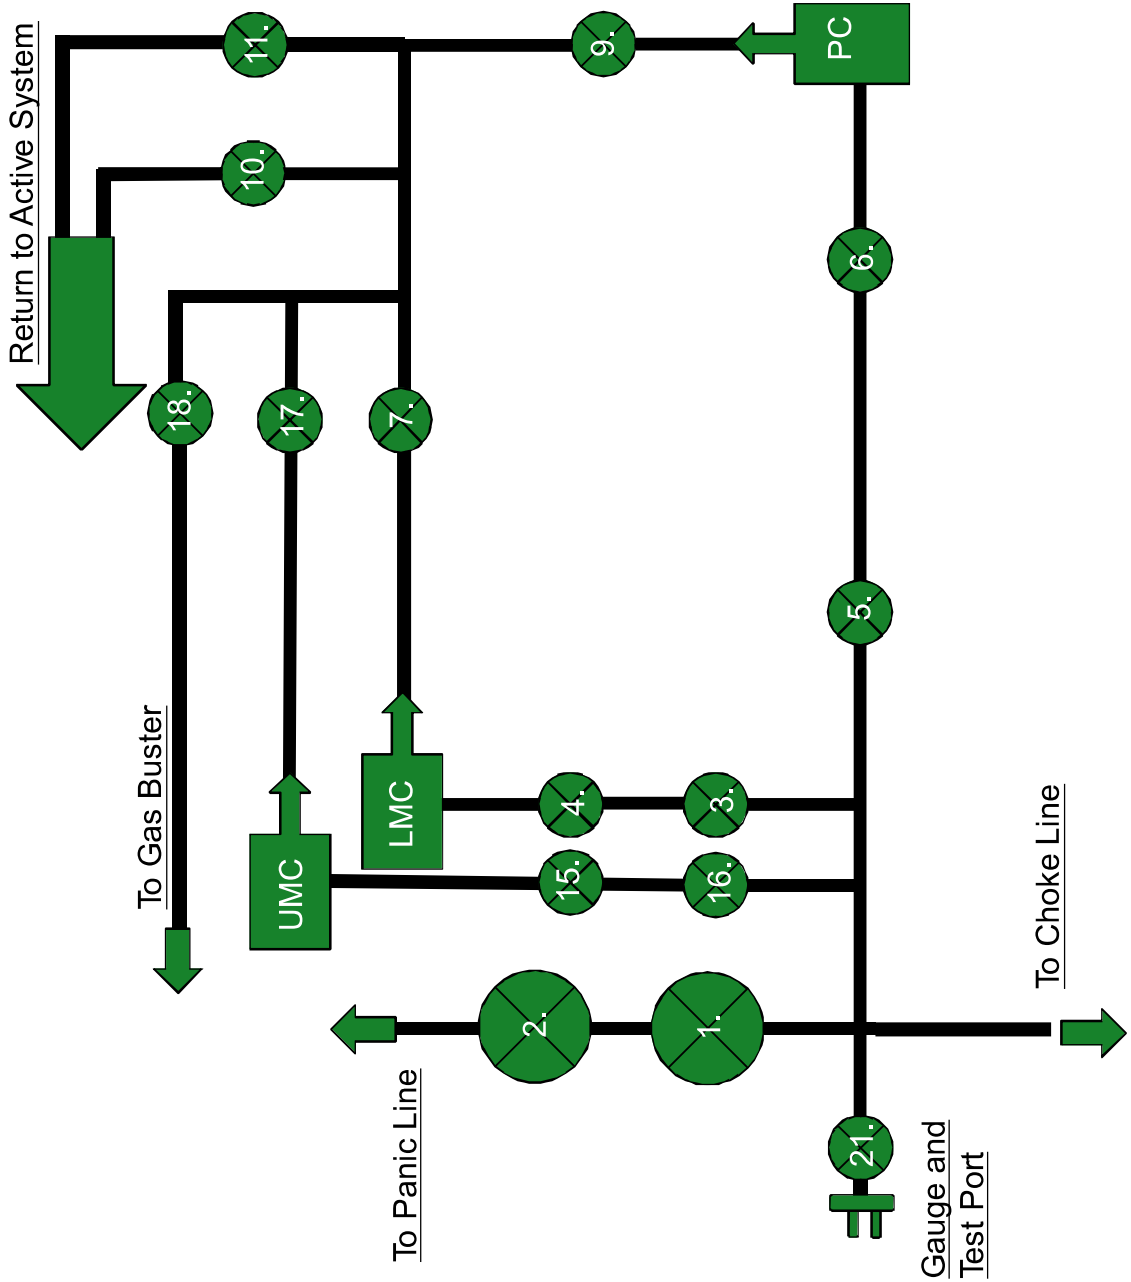 Return to Active System
To Gas Buster
To Panic Line
11.
10.
18.
17.
7.
UMC
LMC
9.
15.
4.
2.
16.
3.
1.
PC
6.
5.
21.
Gauge and
Test Port
To Choke Line